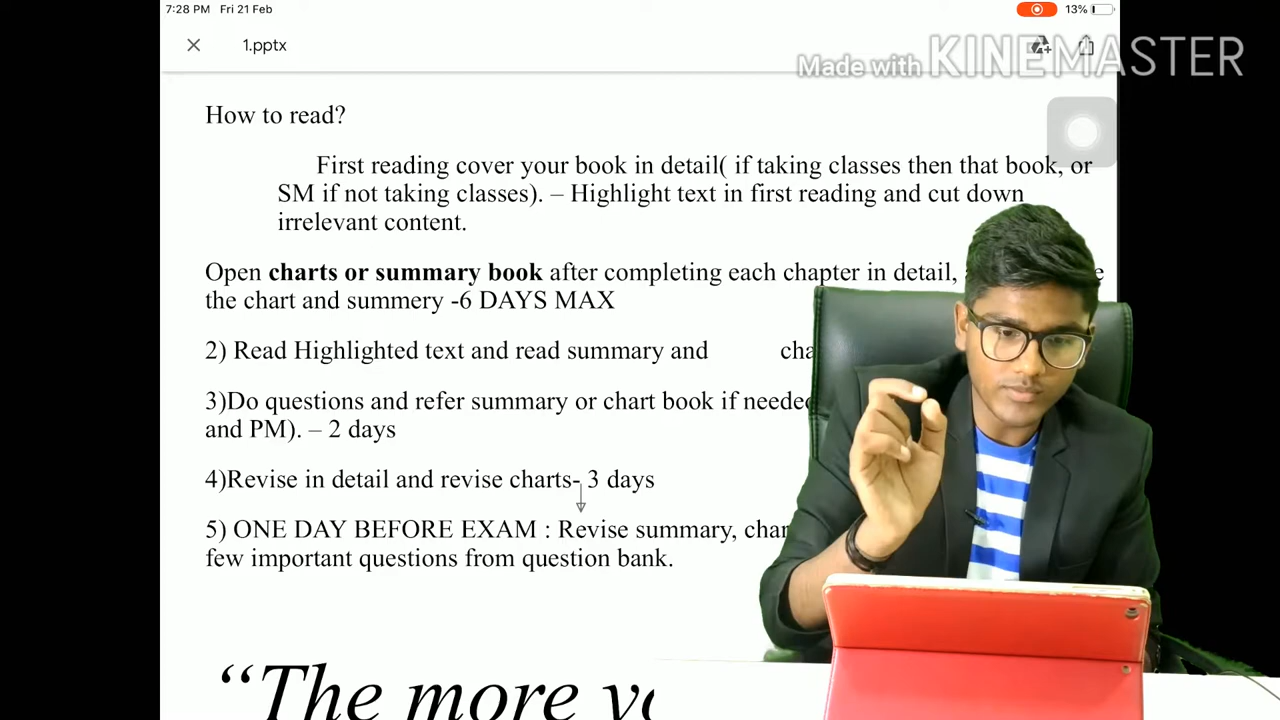 7:28 PM Fri 21 Feb
13%
1.pptx
Made with KINEMASTER
How to read?
First reading cover your book in detail( if taking classes then that book, or
SM if not taking classes). – Highlight text in first reading and cut down
irrelevant content.
Open charts or summary book after completing each chapter in detail,
the chart and summery -6 DAYS MAX
2) Read Highlighted text and read summary and
3)Do questions and refer summary or chart book if needed
and PM). – 2 days
4)Revise in detail and revise charts- 3 days
5) ONE DAY BEFORE EXAM : Revise summary,
few important questions from question bank.
“The more